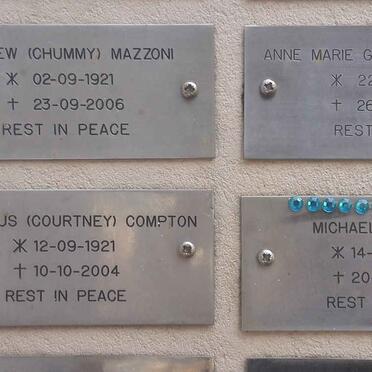 EW (CHUMMY) MAZZONI
⚹ 02-09-1921
† 23-09-2006
REST IN PEACE
ANNE MARIE G
⚹ 22
† 26
REST
US (COURTNEY) COMPTON
⚹ 12-09-1921
† 10-10-2004
REST IN PEACE
MICHAEL
⚹ 14-
† 20
REST